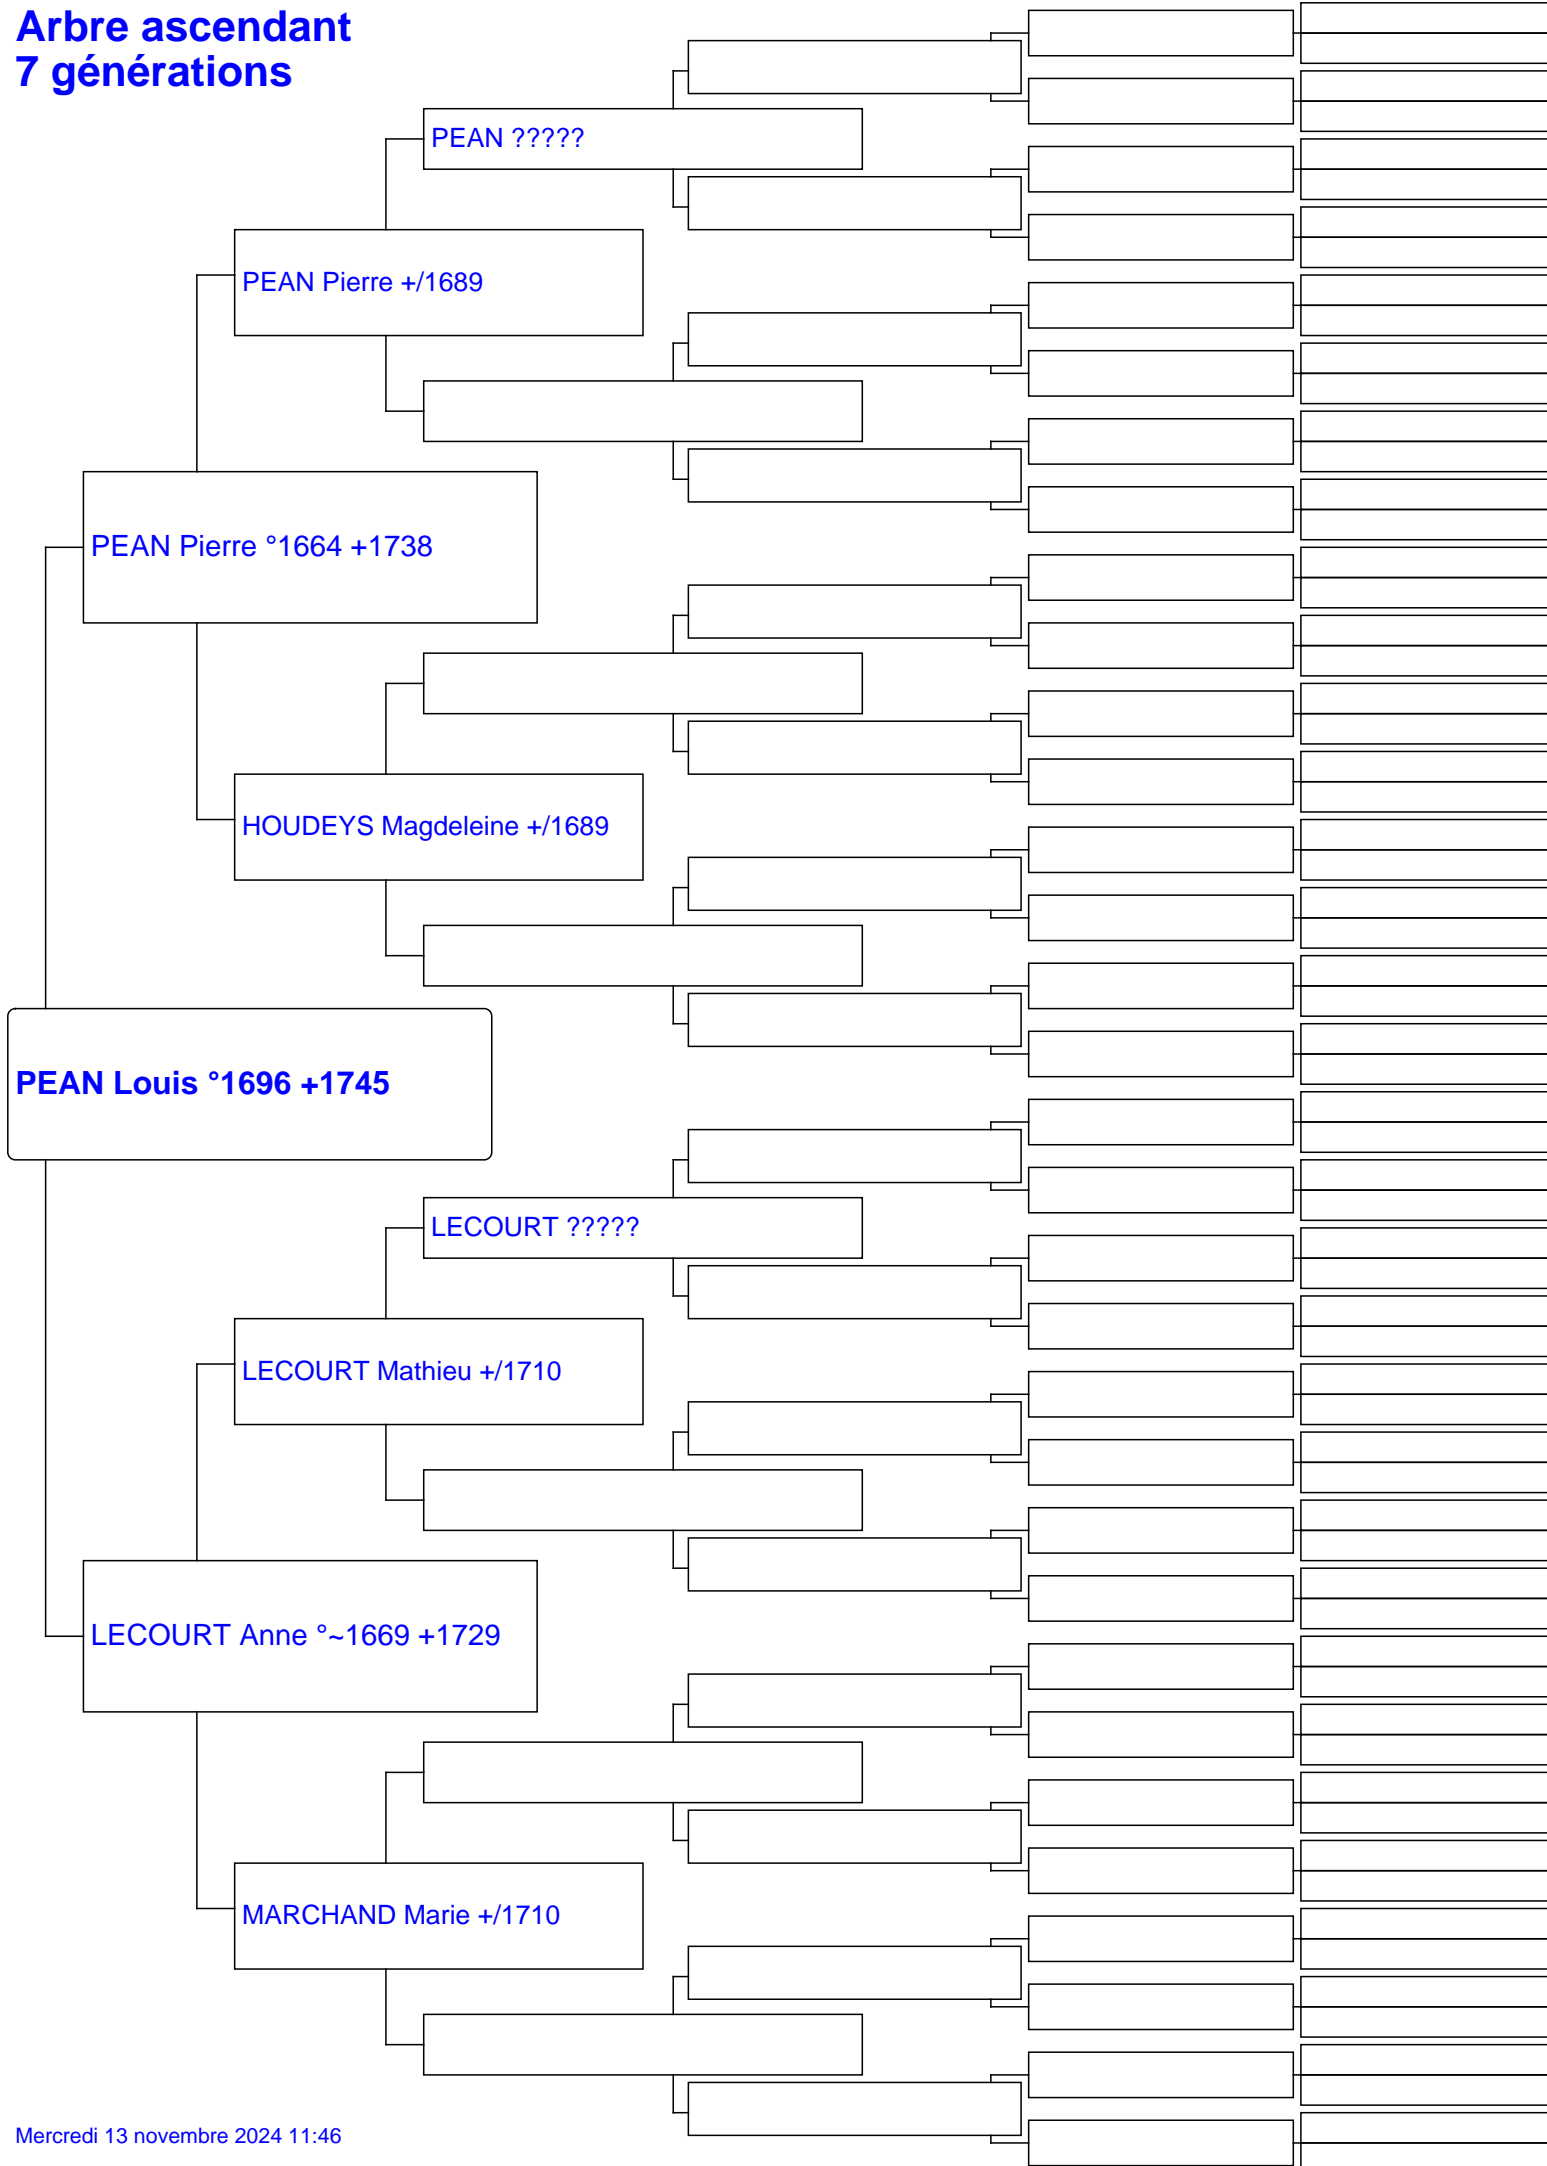 Arbre ascendant
7 générations
PEAN ?????
PEAN Pierre +/1689
PEAN Pierre °1664 +1738
HOUDEYS Magdeleine +/1689
PEAN Louis °1696 +1745
LECOURT ?????
LECOURT Mathieu +/1710
LECOURT Anne °~1669 +1729
MARCHAND Marie +/1710
Mercredi 13 novembre 2024 11:46